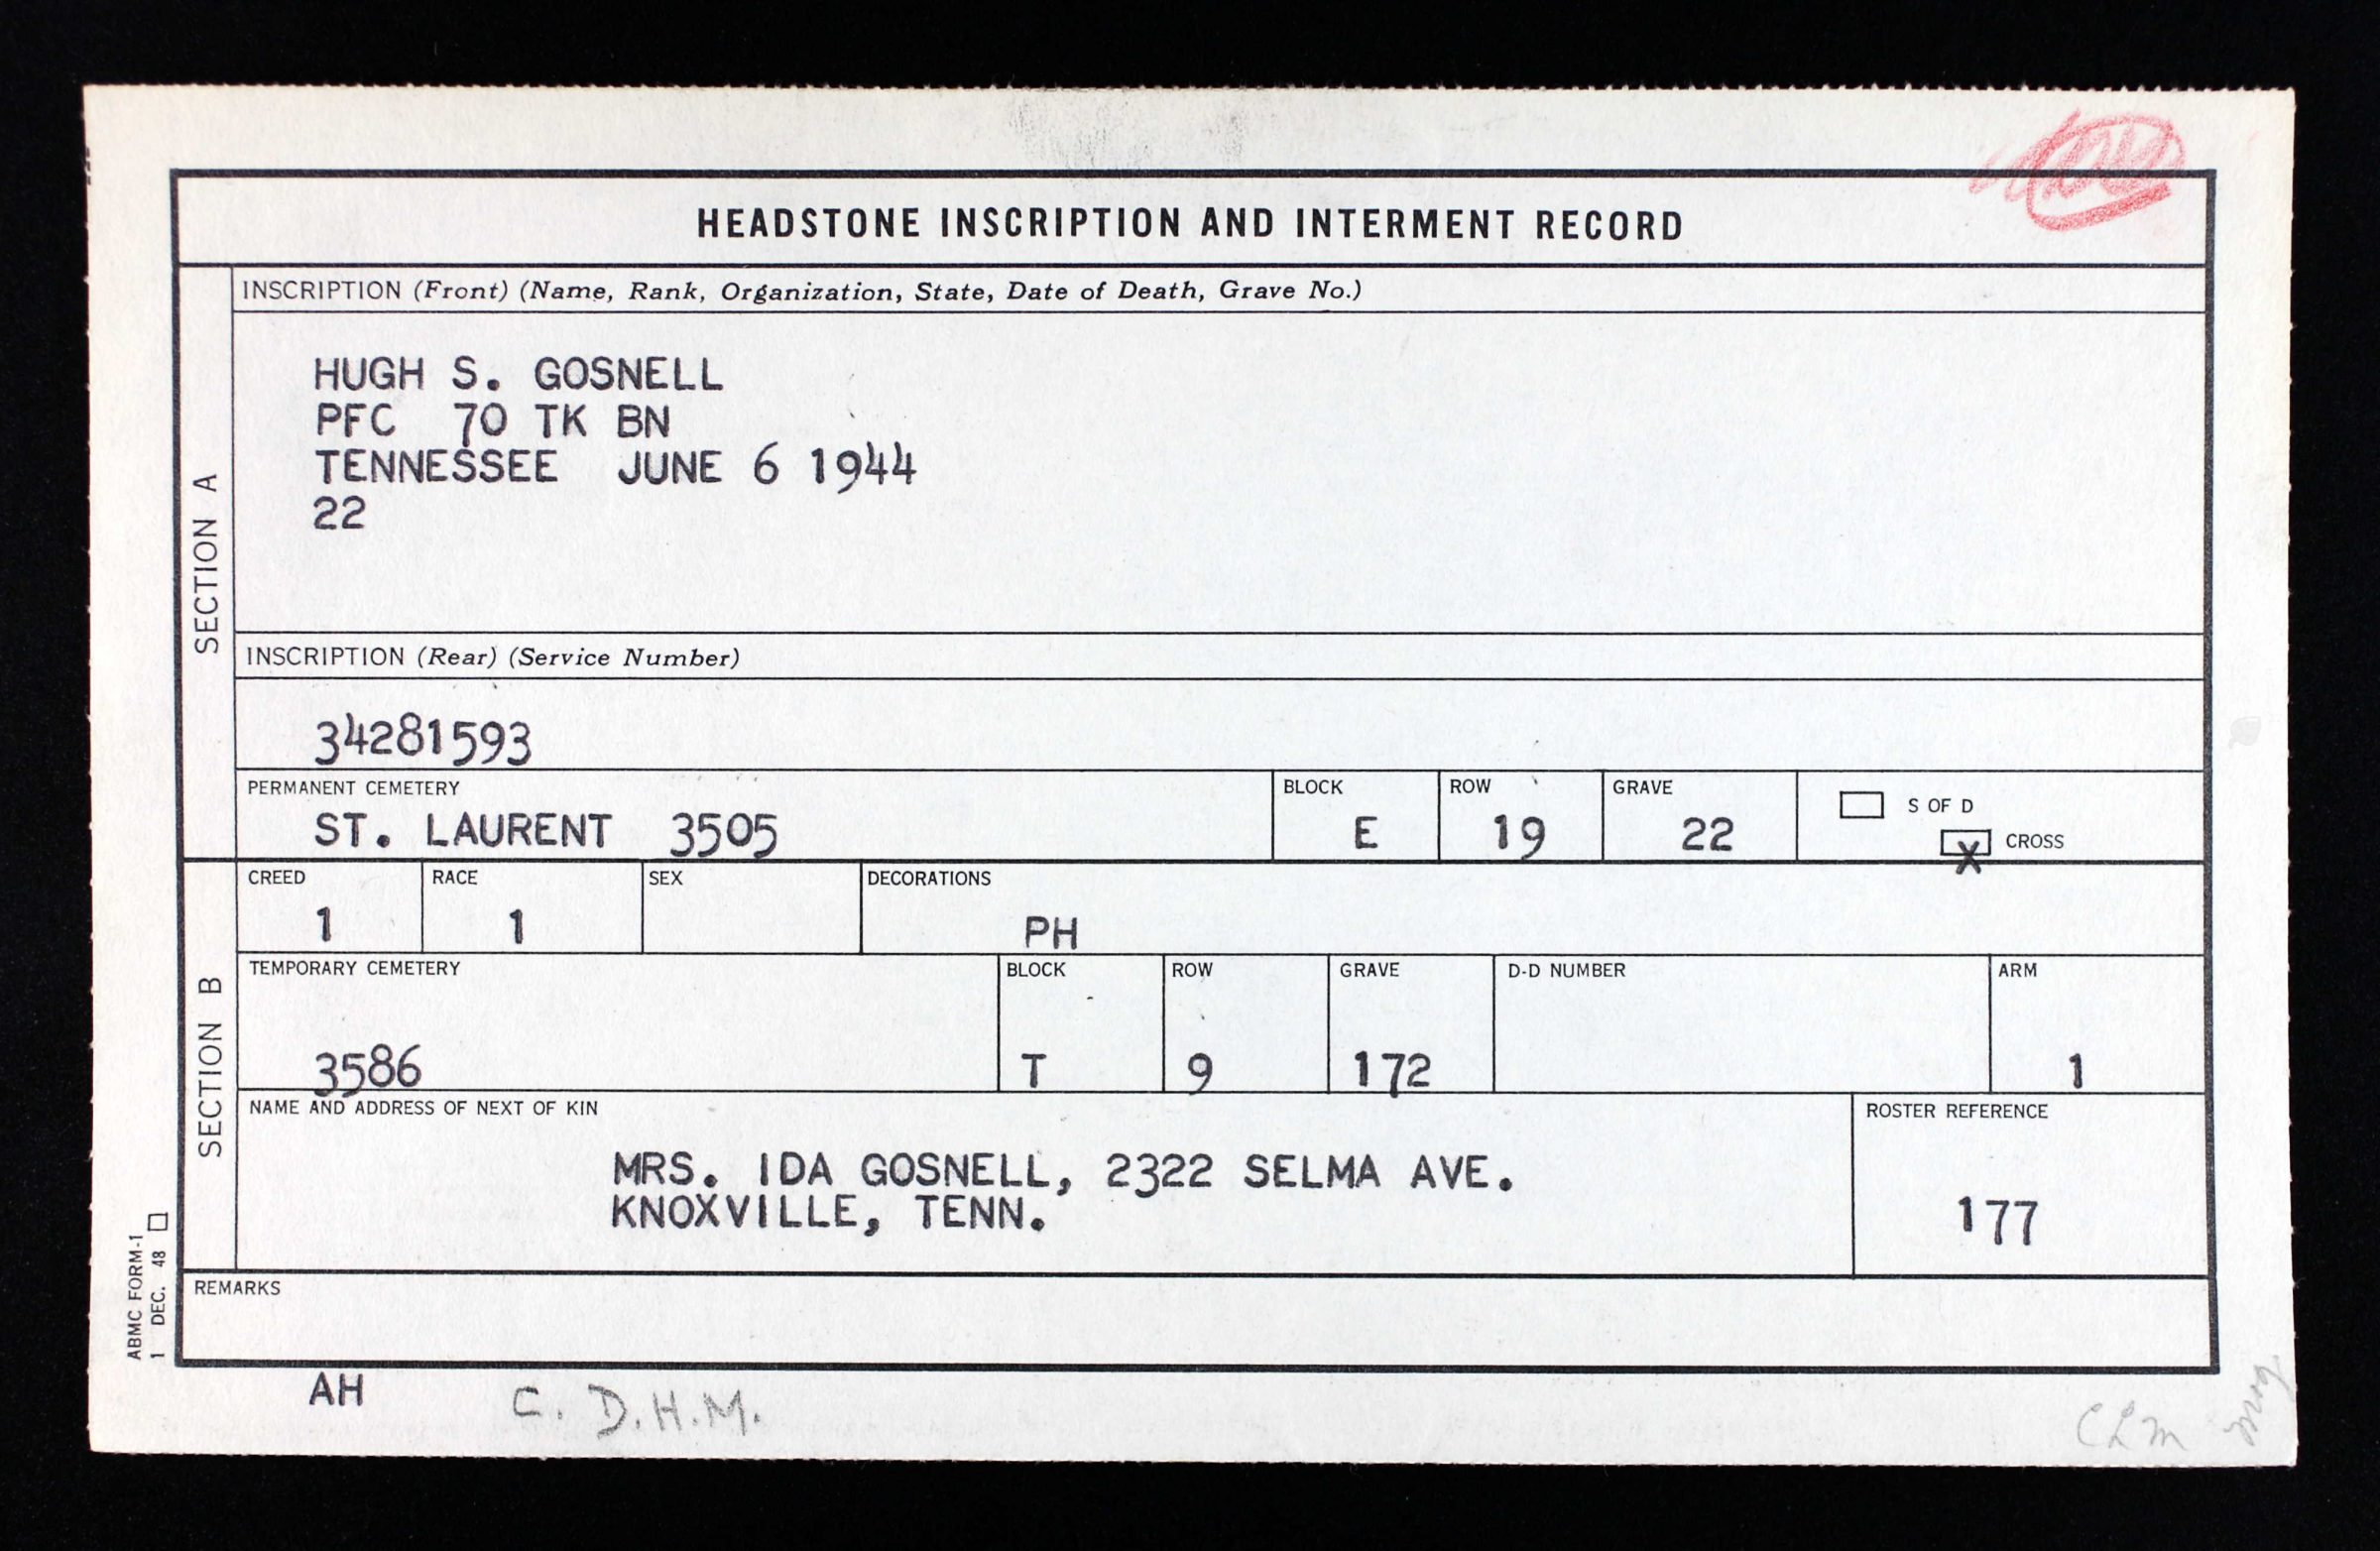 HEADSTONE INSCRIPTION AND INTERMENT RECORD
SECTION A
INSCRIPTION (Front) (Name, Rank, Organization, State, Date of Death, Grave No.)
HUGH S. GOSNELL
PFC 70 TK BN
TENNESSEE JUNE 6 1944
22
INSCRIPTION (Rear) (Service Number)
34281593
PERMANENT CEMETERY BLOCK ROW GRAVE S OF D
ST. LAURENT 3505 E 19 22 X CROSS
SECTION B
CREED RACE SEX DECORATIONS
1 1 PH
TEMPORARY CEMETERY BLOCK ROW GRAVE D-D NUMBER ARM
3586 T 9 172 1
NAME AND ADDRESS OF NEXT OF KIN ROSTER REFERENCE
MRS. IDA GOSNELL, 2322 SELMA AVE.
KNOXVILLE, TENN.
177
REMARKS
ABMC FORM-1
1 DEC. 48
AH C. D.H.M.
CLM